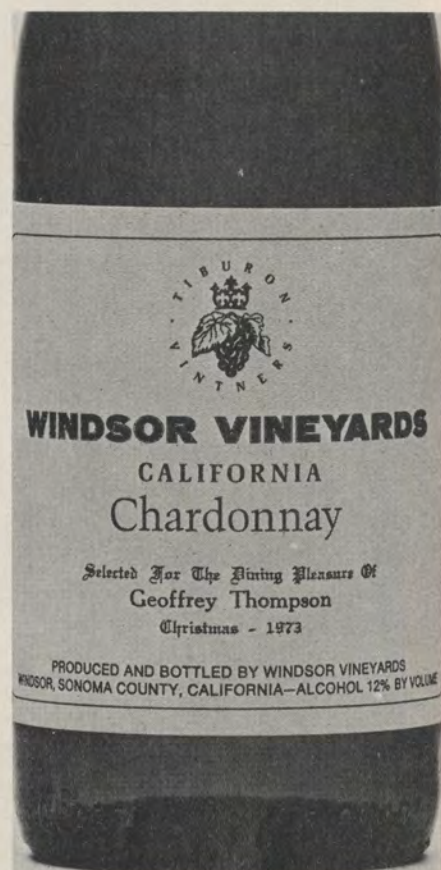 TIBURON · VINTNERS ·
WINDSOR VINEYARDS
CALIFORNIA
Chardonnay
Selected For The Dining Pleasure Of
Geoffrey Thompson
Christmas - 1973
PRODUCED AND BOTTLED BY WINDSOR VINEYARDS
WINDSOR, SONOMA COUNTY, CALIFORNIA—ALCOHOL 12% BY VOLUME